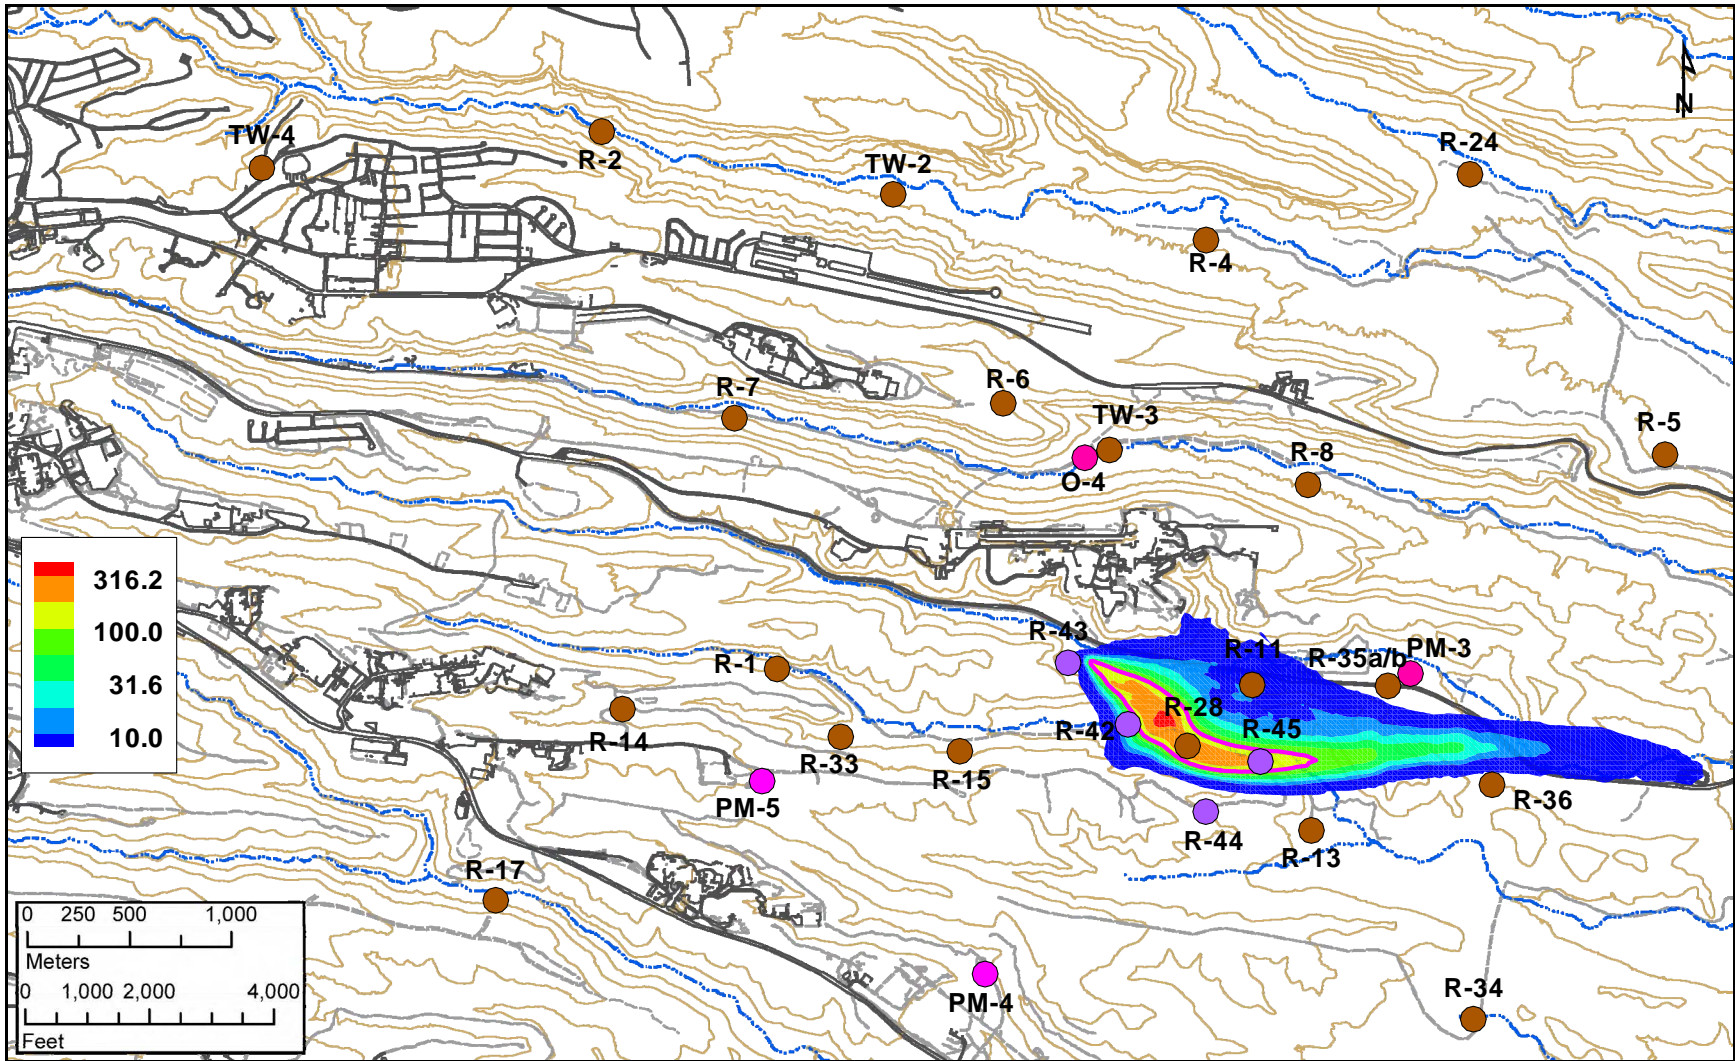 N
TW-4
R-2
TW-2
R-24
R-4
R-7
R-6
TW-3
O-4
R-8
R-5
316.2
100.0
31.6
10.0
R-43
R-1
R-11
R-35a/b
PM-3
R-14
R-33
R-15
R-42
R-28
R-45
PM-5
R-36
R-44
R-13
R-17
PM-4
R-34
0 250 500 1,000
Meters
0 1,000 2,000 4,000
Feet